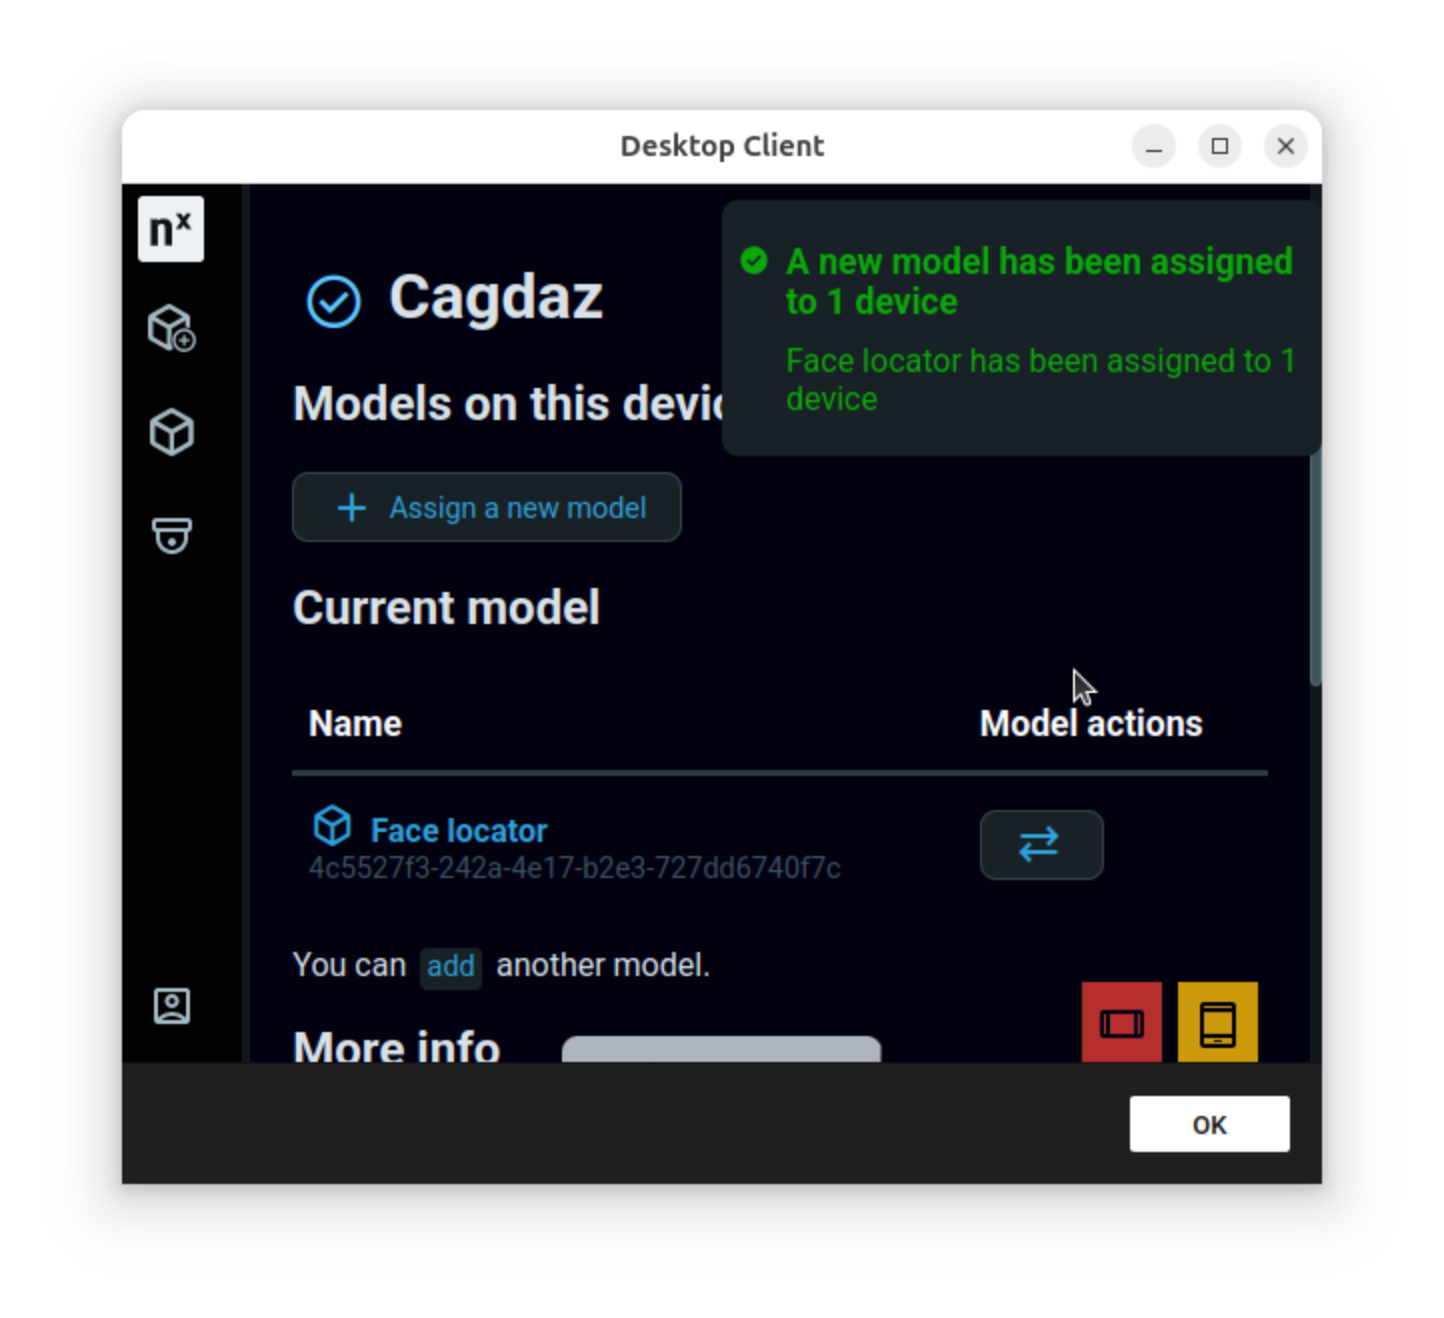 Desktop Client
nx
Cagdaz
A new model has been assigned
to 1 device
Face locator has been assigned to 1
device
Models on this devic
Assign a new model
Current model
Name
Model actions
Face locator
4c5527f3-242a-4e17-b2e3-727dd6740f7c
You can add another model.
More info
OK